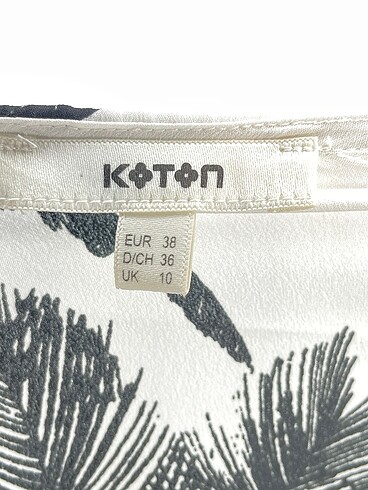 KOTON
EUR 38
D/CH 36
UK 10